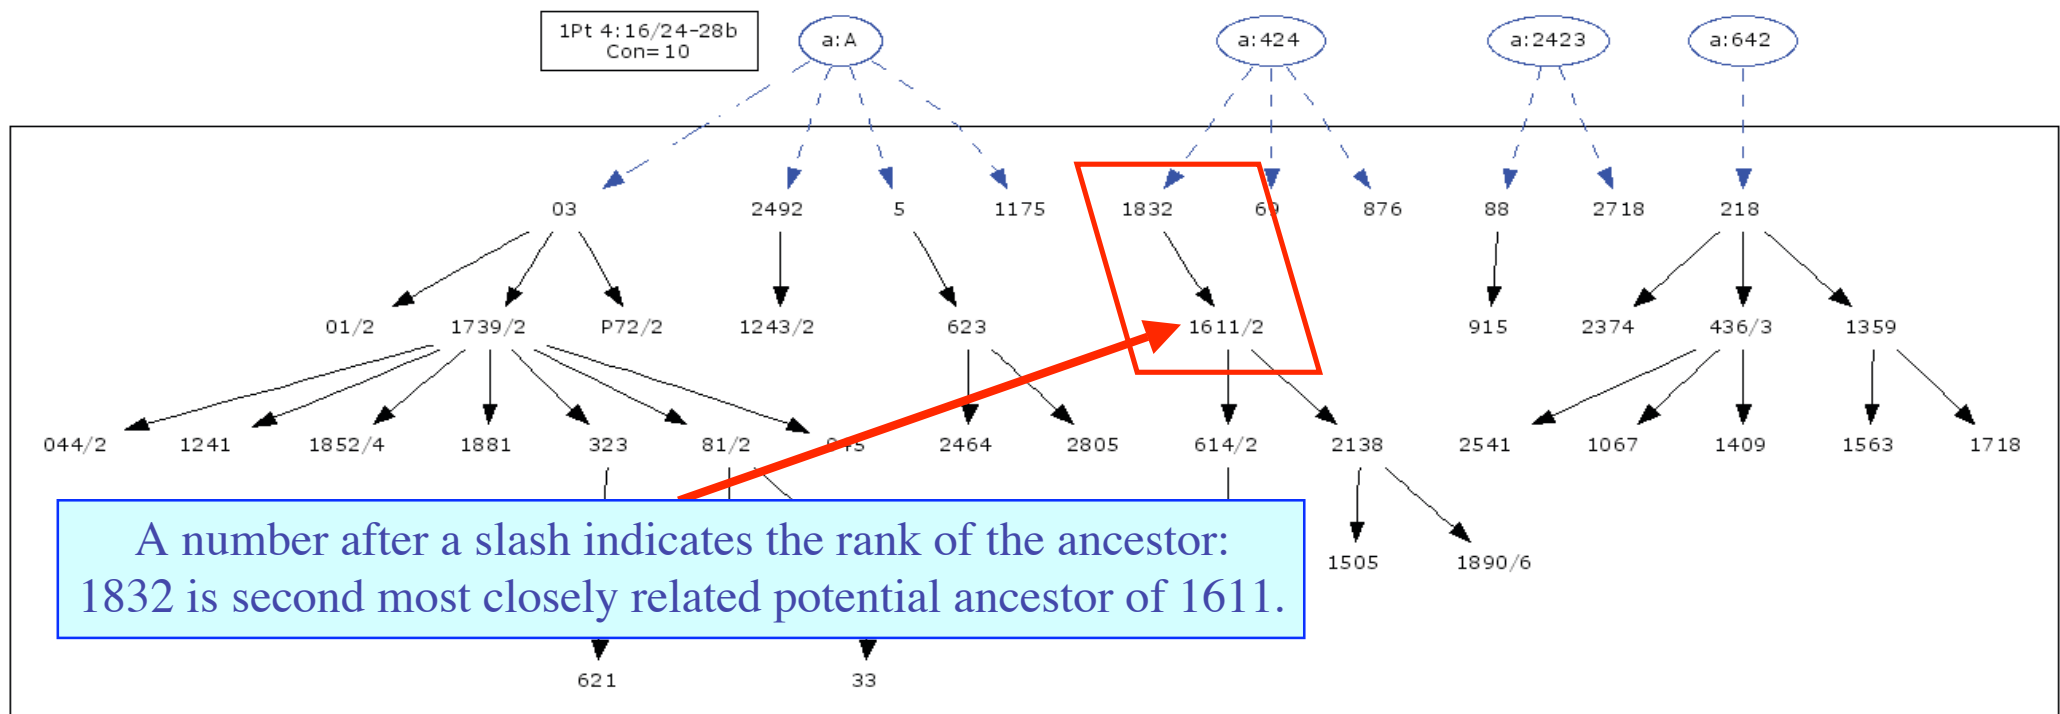 1Pt 4:16/24-28b
Con=10
a:A a:424 a:2423 a:642
03 2492 5 1175 1832 69 876 88 2718 218
01/2 1739/2 P72/2 1243/2 623 1611/2 915 2374 436/3 1359
044/2 1241 1852/4 1881 323 81/2 945 2464 2805 614/2 2138 2541 1067 1409 1563 1718
A number after a slash indicates the rank of the ancestor:
1832 is second most closely related potential ancestor of 1611.
1505 1890/6
621 33